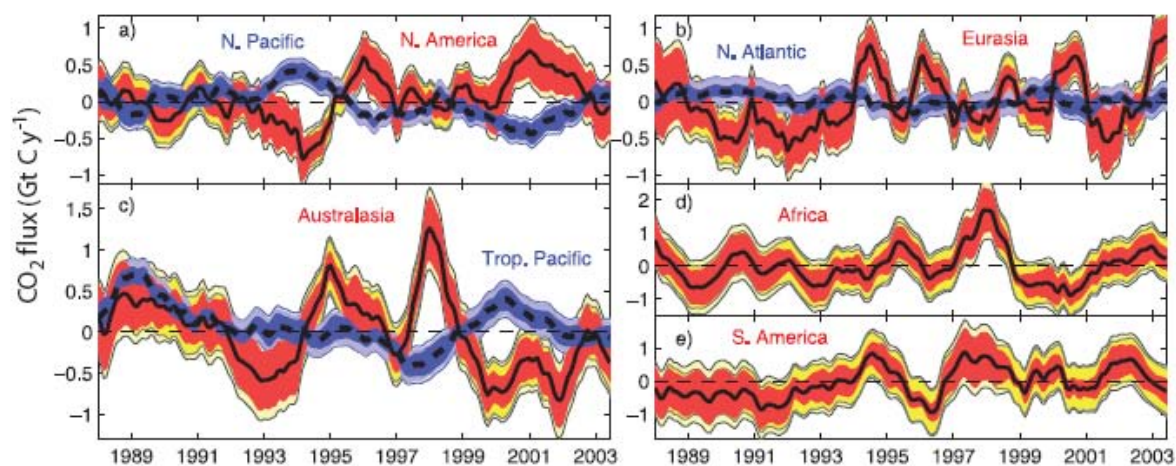 CO2 flux (Gt C y-1)
a) N. Pacific N. America
1
0.5
0
−0.5
−1
b) N. Atlantic Eurasia
1
0.5
0
−0.5
−1
c) Australasia
Trop. Pacific
1.5
1
0.5
0
−0.5
−1
d) Africa
2
1
0
−1
e) S. America
1
0
−1
1989 1991 1993 1995 1997 1999 2001 2003
1989 1991 1993 1995 1997 1999 2001 2003